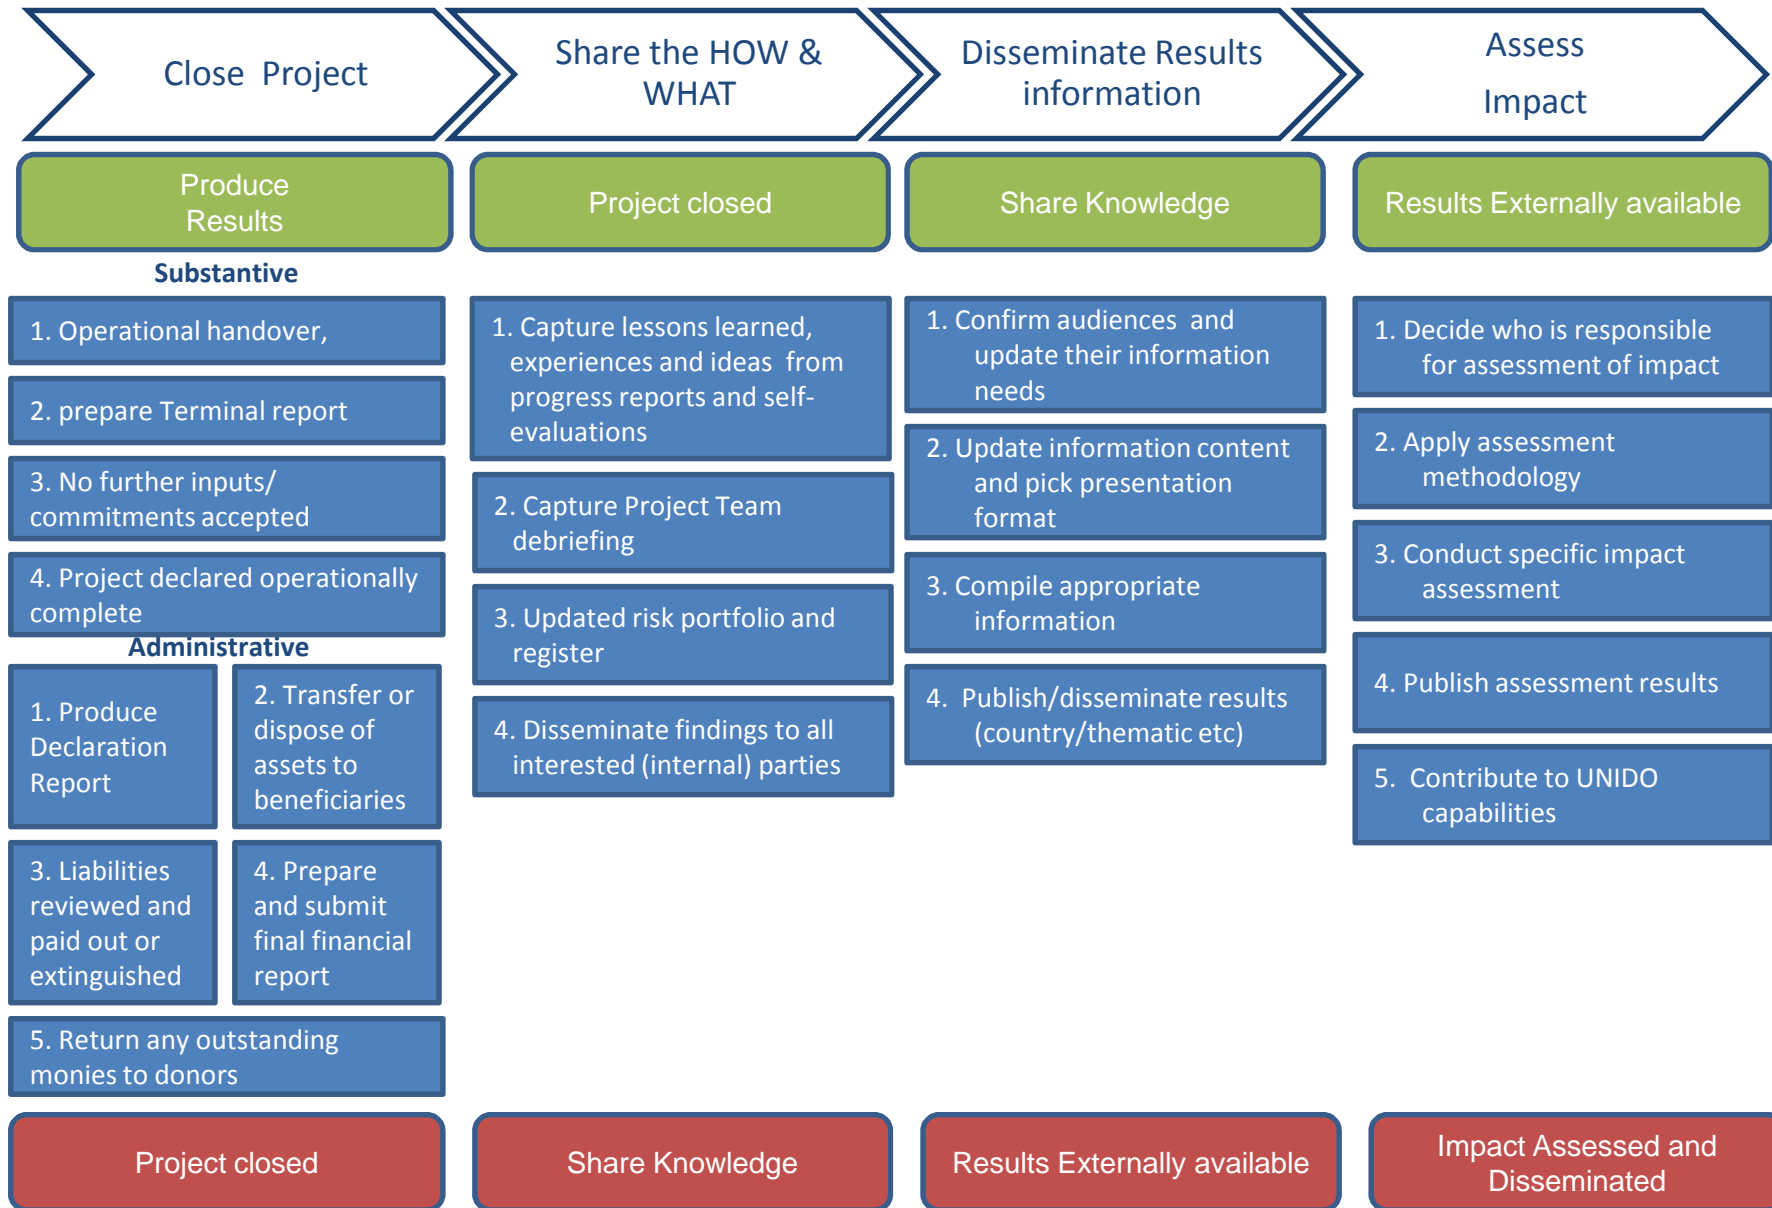 Close Project
Share the HOW &
WHAT
Disseminate Results
information
Assess
Impact
Produce
Results
Project closed
Share Knowledge
Results Externally available
Substantive
1. Operational handover,
2. prepare Terminal report
3. No further inputs/
commitments accepted
4. Project declared operationally
complete
Administrative
1. Produce
Declaration
Report
2. Transfer or
dispose of
assets to
beneficiaries
3. Liabilities
reviewed and
paid out or
extinguished
4. Prepare
and submit
final financial
report
5. Return any outstanding
monies to donors
1. Capture lessons learned,
experiences and ideas from
progress reports and self-
evaluations
2. Capture Project Team
debriefing
3. Updated risk portfolio and
register
4. Disseminate findings to all
interested (internal) parties
1. Confirm audiences and
update their information
needs
2. Update information content
and pick presentation
format
3. Compile appropriate
information
4. Publish/disseminate results
(country/thematic etc)
1. Decide who is responsible
for assessment of impact
2. Apply assessment
methodology
3. Conduct specific impact
assessment
4. Publish assessment results
5. Contribute to UNIDO
capabilities
Project closed
Share Knowledge
Results Externally available
Impact Assessed and
Disseminated